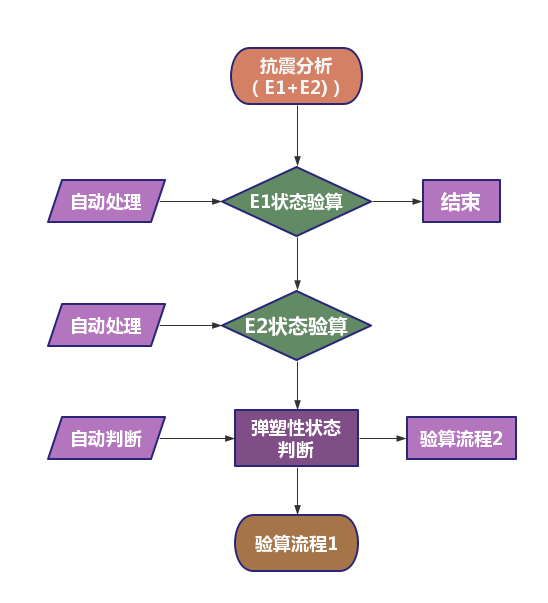 抗震分析
（E1+E2)）
自动处理
E1状态验算
结束
自动处理
E2状态验算
自动判断
弹塑性状态
判断
验算流程2
验算流程1